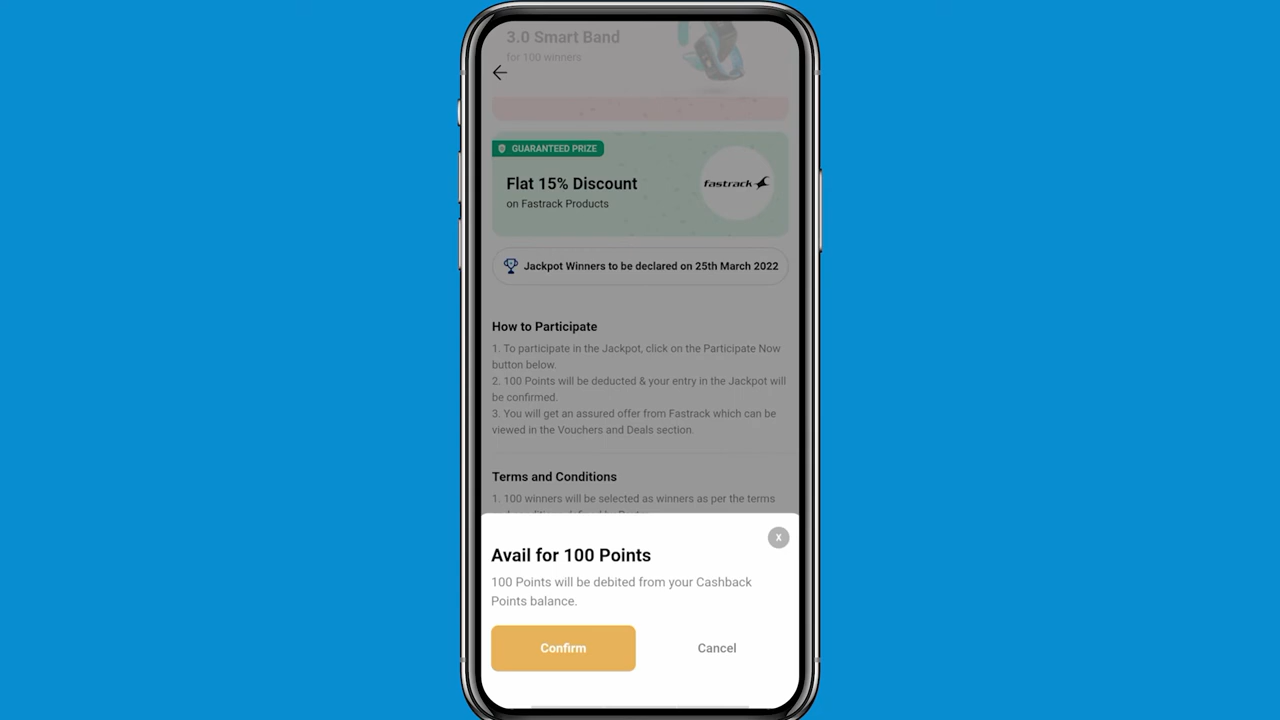 3.0 Smart Band
for 100 winners
GUARANTEED PRIZE
Flat 15% Discount
on Fastrack Products
fastrack
Jackpot Winners to be declared on 25th March 2022
How to Participate
1. To participate in the Jackpot, click on the Participate Now
button below.
2. 100 Points will be deducted & your entry in the Jackpot will
be confirmed.
3. You will get an assured offer from Fastrack which can be
viewed in the Vouchers and Deals section.
Terms and Conditions
1. 100 winners will be selected as winners as per the terms
X
Avail for 100 Points
100 Points will be debited from your Cashback
Points balance.
Confirm
Cancel